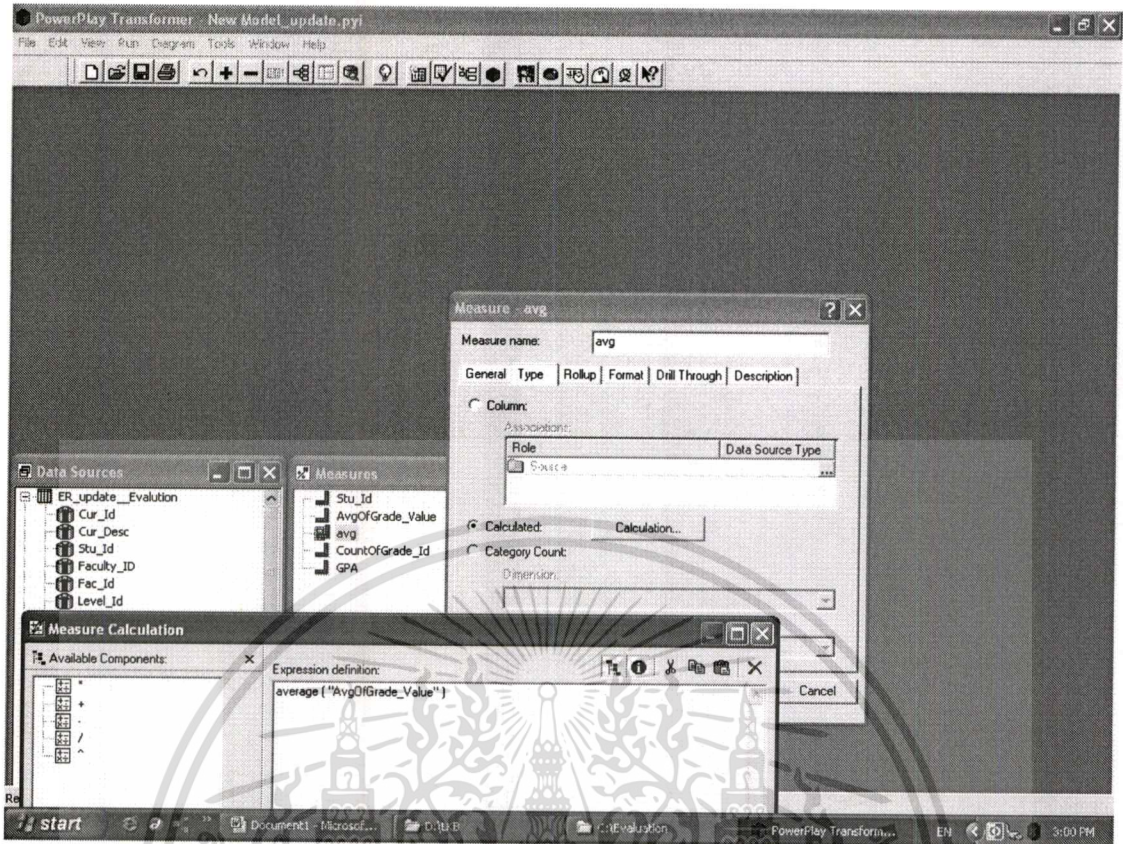 PowerPlay Transformer - New Model_update.pyi
File Edit View Run Diagram Tools Window Help
Measure - avg
Measure name: avg
General Type Rollup Format Drill Through Description
Column:
Associations:
Role Data Source Type
Source
...
Calculated: Calculation...
Category Count:
Dimension:
Cancel
Data Sources
ER_update__Evalution
Cur_Id
Cur_Desc
Stu_Id
Faculty_ID
Fac_Id
Level_Id
Measures
Stu_Id
AvgOfGrade_Value
avg
CountOfGrade_Id
GPA
Measure Calculation
Available Components:
*
+
-
/
^
Expression definition:
average ( "AvgOfGrade_Value" )
Re
start Document1 - Microsof... C:\Evaluation PowerPlay Transform... EN 3:00 PM